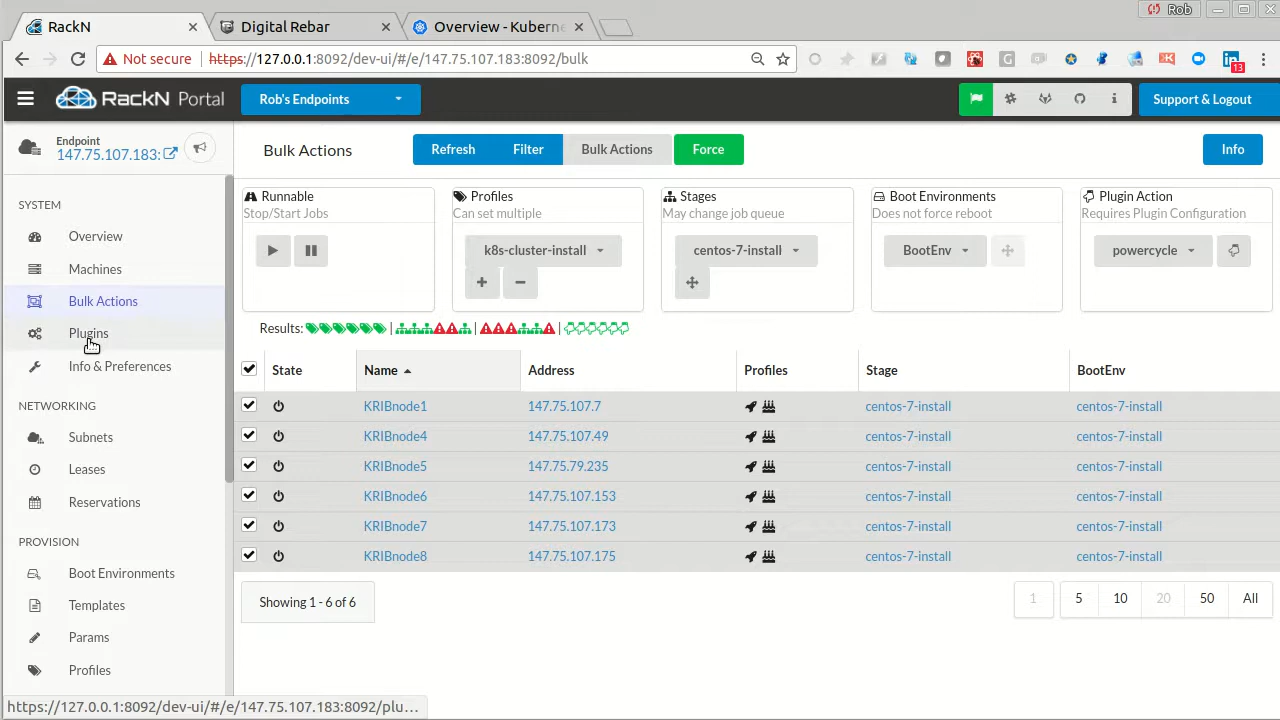 RackN
Digital Rebar
Overview - Kuberne
Rob
Not secure
https://127.0.0.1:8092/dev-ui/#/e/147.75.107.183:8092/bulk
13
RackN Portal
Rob's Endpoints
Support & Logout
Endpoint
147.75.107.183:
Bulk Actions
Refresh
Filter
Bulk Actions
Force
Info
SYSTEM
Overview
Machines
Bulk Actions
Plugins
Info & Preferences
NETWORKING
Subnets
Leases
Reservations
PROVISION
Boot Environments
Templates
Params
Profiles
Runnable
Stop/Start Jobs
Profiles
Can set multiple
k8s-cluster-install
Stages
May change job queue
centos-7-install
Boot Environments
Does not force reboot
BootEnv
Plugin Action
Requires Plugin Configuration
powercycle
Results:
State Name Address Profiles Stage BootEnv
KRIBnode1 147.75.107.7 centos-7-install centos-7-install
KRIBnode4 147.75.107.49 centos-7-install centos-7-install
KRIBnode5 147.75.79.235 centos-7-install centos-7-install
KRIBnode6 147.75.107.153 centos-7-install centos-7-install
KRIBnode7 147.75.107.173 centos-7-install centos-7-install
KRIBnode8 147.75.107.175 centos-7-install centos-7-install
Showing 1 - 6 of 6
1 5 10 20 50 All
https://127.0.0.1:8092/dev-ui/#/e/147.75.107.183:8092/plu...